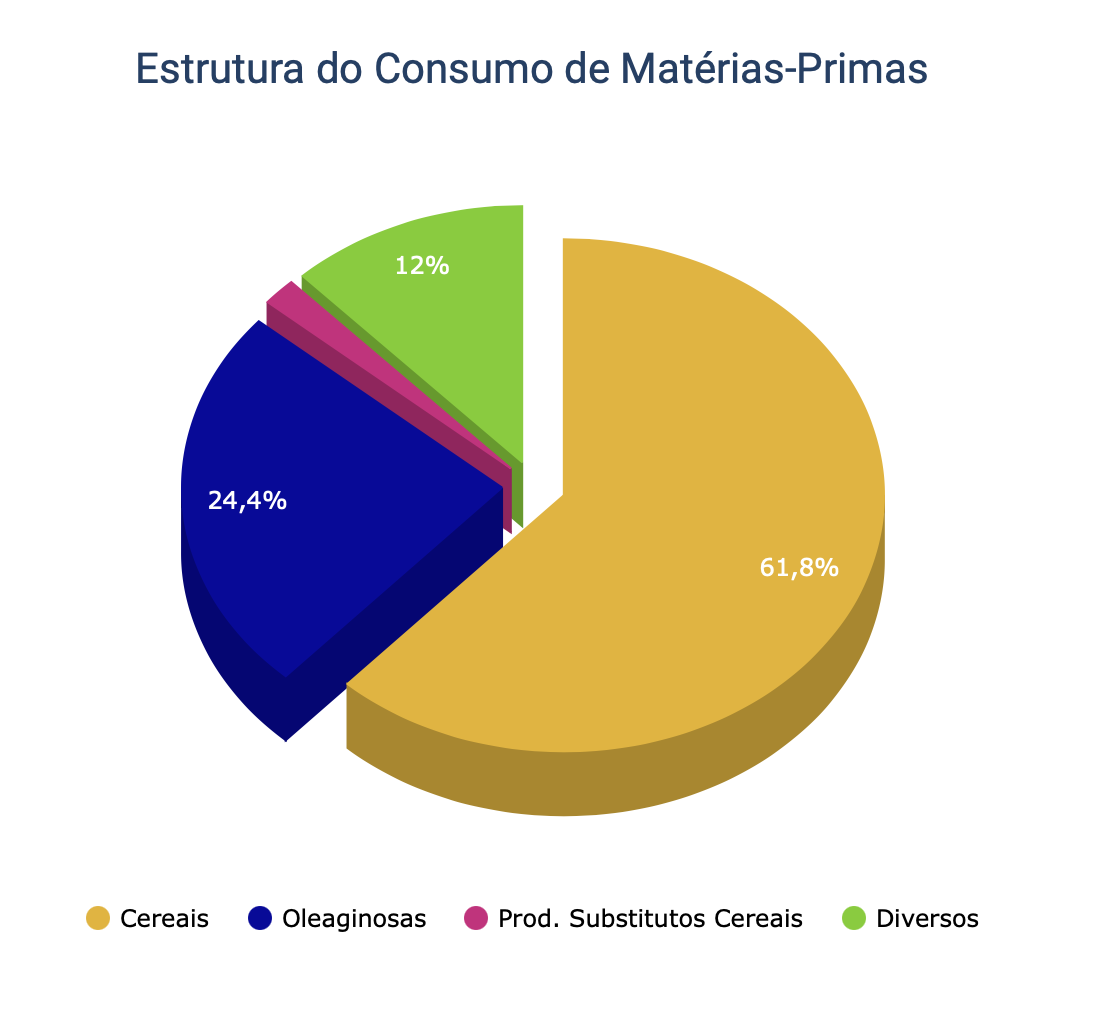 Estrutura do Consumo de Matérias-Primas
12%
24,4%
61,8%
Cereais Oleaginosas Prod. Substitutos Cereais Diversos